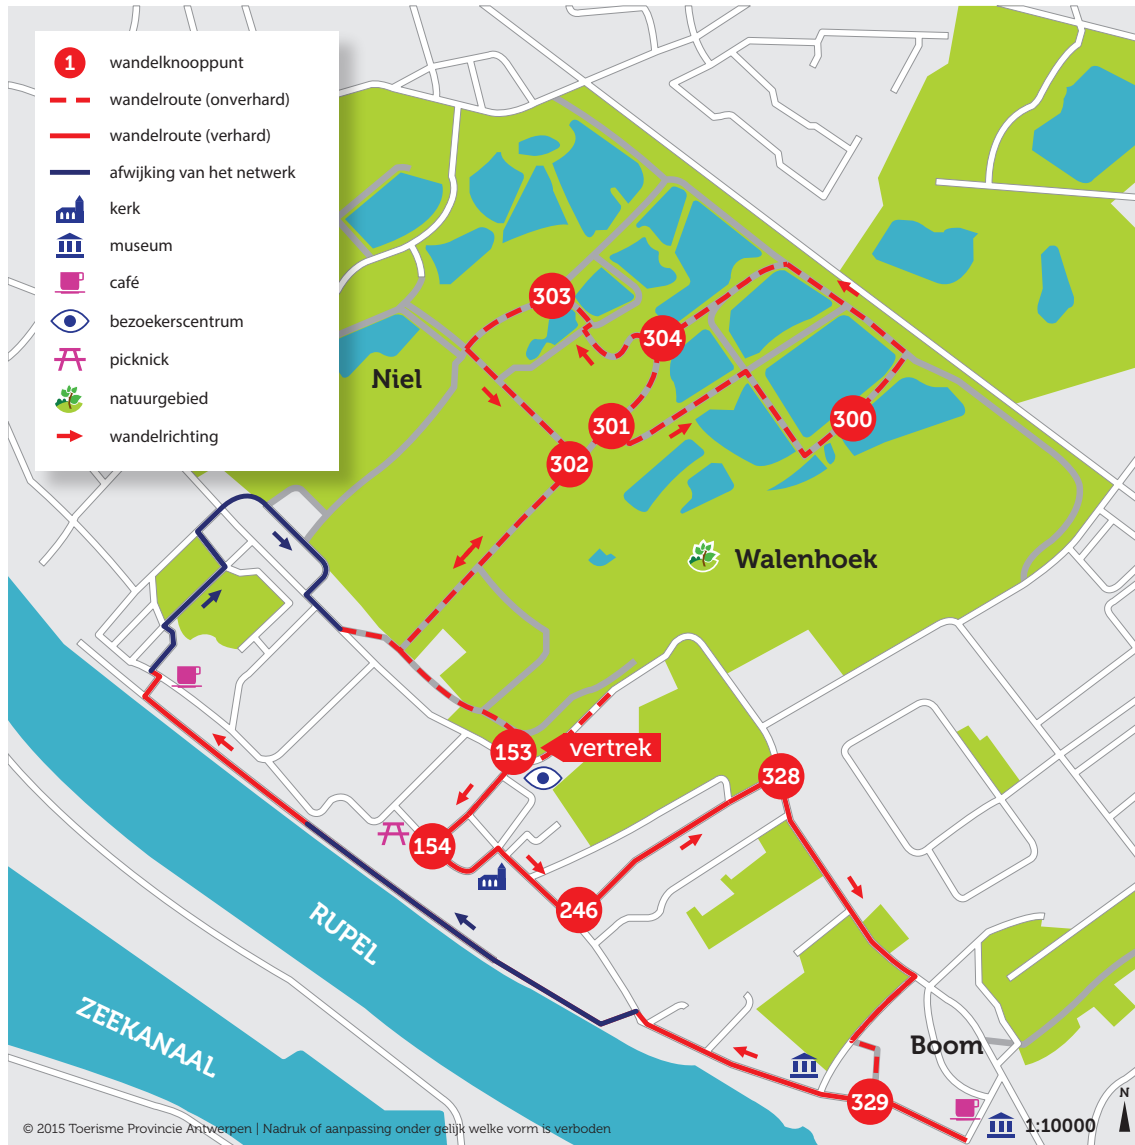 1 wandelknooppunt
wandelroute (onverhard)
wandelroute (verhard)
afwijking van het netwerk
kerk
museum
café
bezoekerscentrum
picknick
natuurgebied
wandelrichting
303
304
Niel
301
300
302
Walenhoek
153 vertrek
328
154
246
RUPEL
ZEEKANAAL
Boom
329
N
1:10000
© 2015 Toerisme Provincie Antwerpen | Nadruk of aanpassing onder gelijk welke vorm is verboden